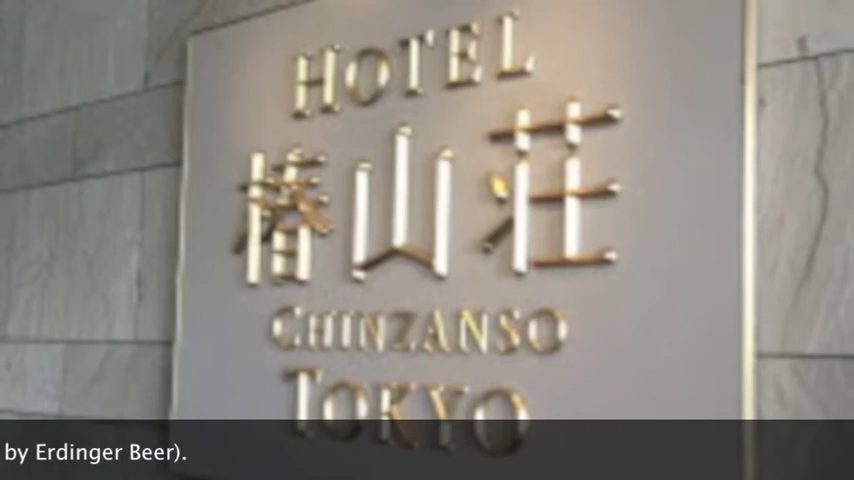 HOTEL
椿山荘
CHINZANSO
TOKYO
by Erdinger Beer).